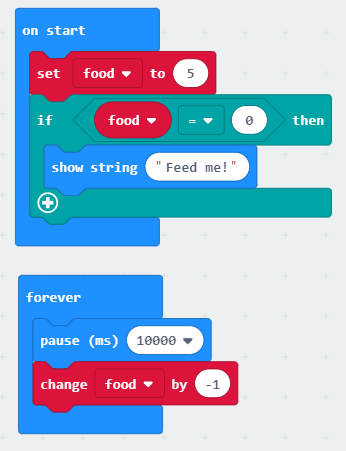 on start
set food to 5
if food = 0 then
show string "Feed me!"
forever
pause (ms) 10000
change food by -1